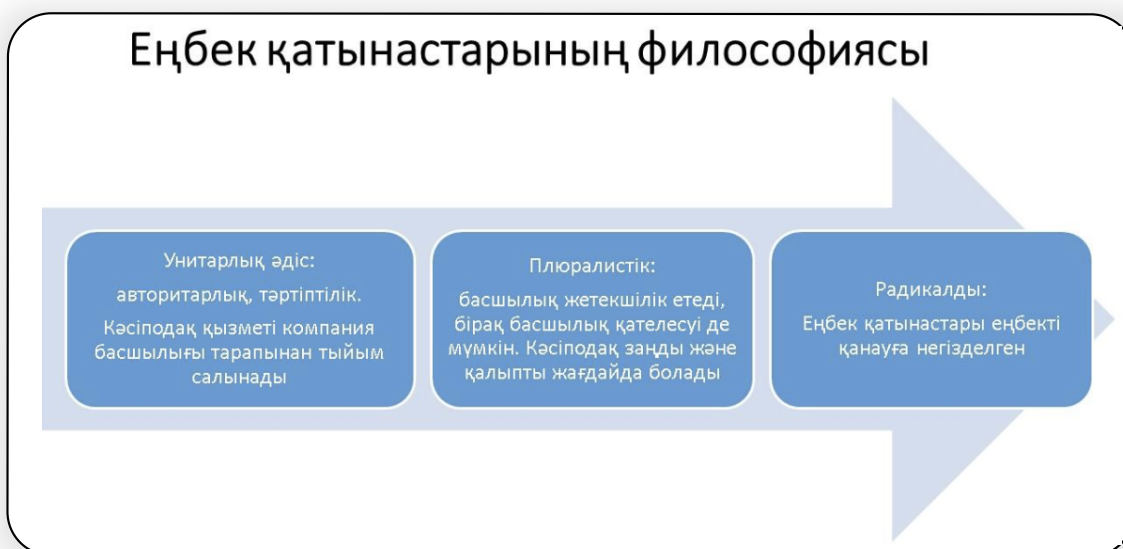 Еңбек қатынастарының философиясы
Унитарлық әдіс:
авторитарлық, тәртіптілік.
Кәсіподақ қызметі компания
басшылығы тарапынан тыйым
салынады
Плюралистік:
басшылық жетекшілік етеді,
бірақ басшылық қателесуі де
мүмкін. Кәсіподақ заңды және
қалыпты жағдайда болады
Радикалды:
Еңбек қатынастары еңбекті
қанауға негізделген